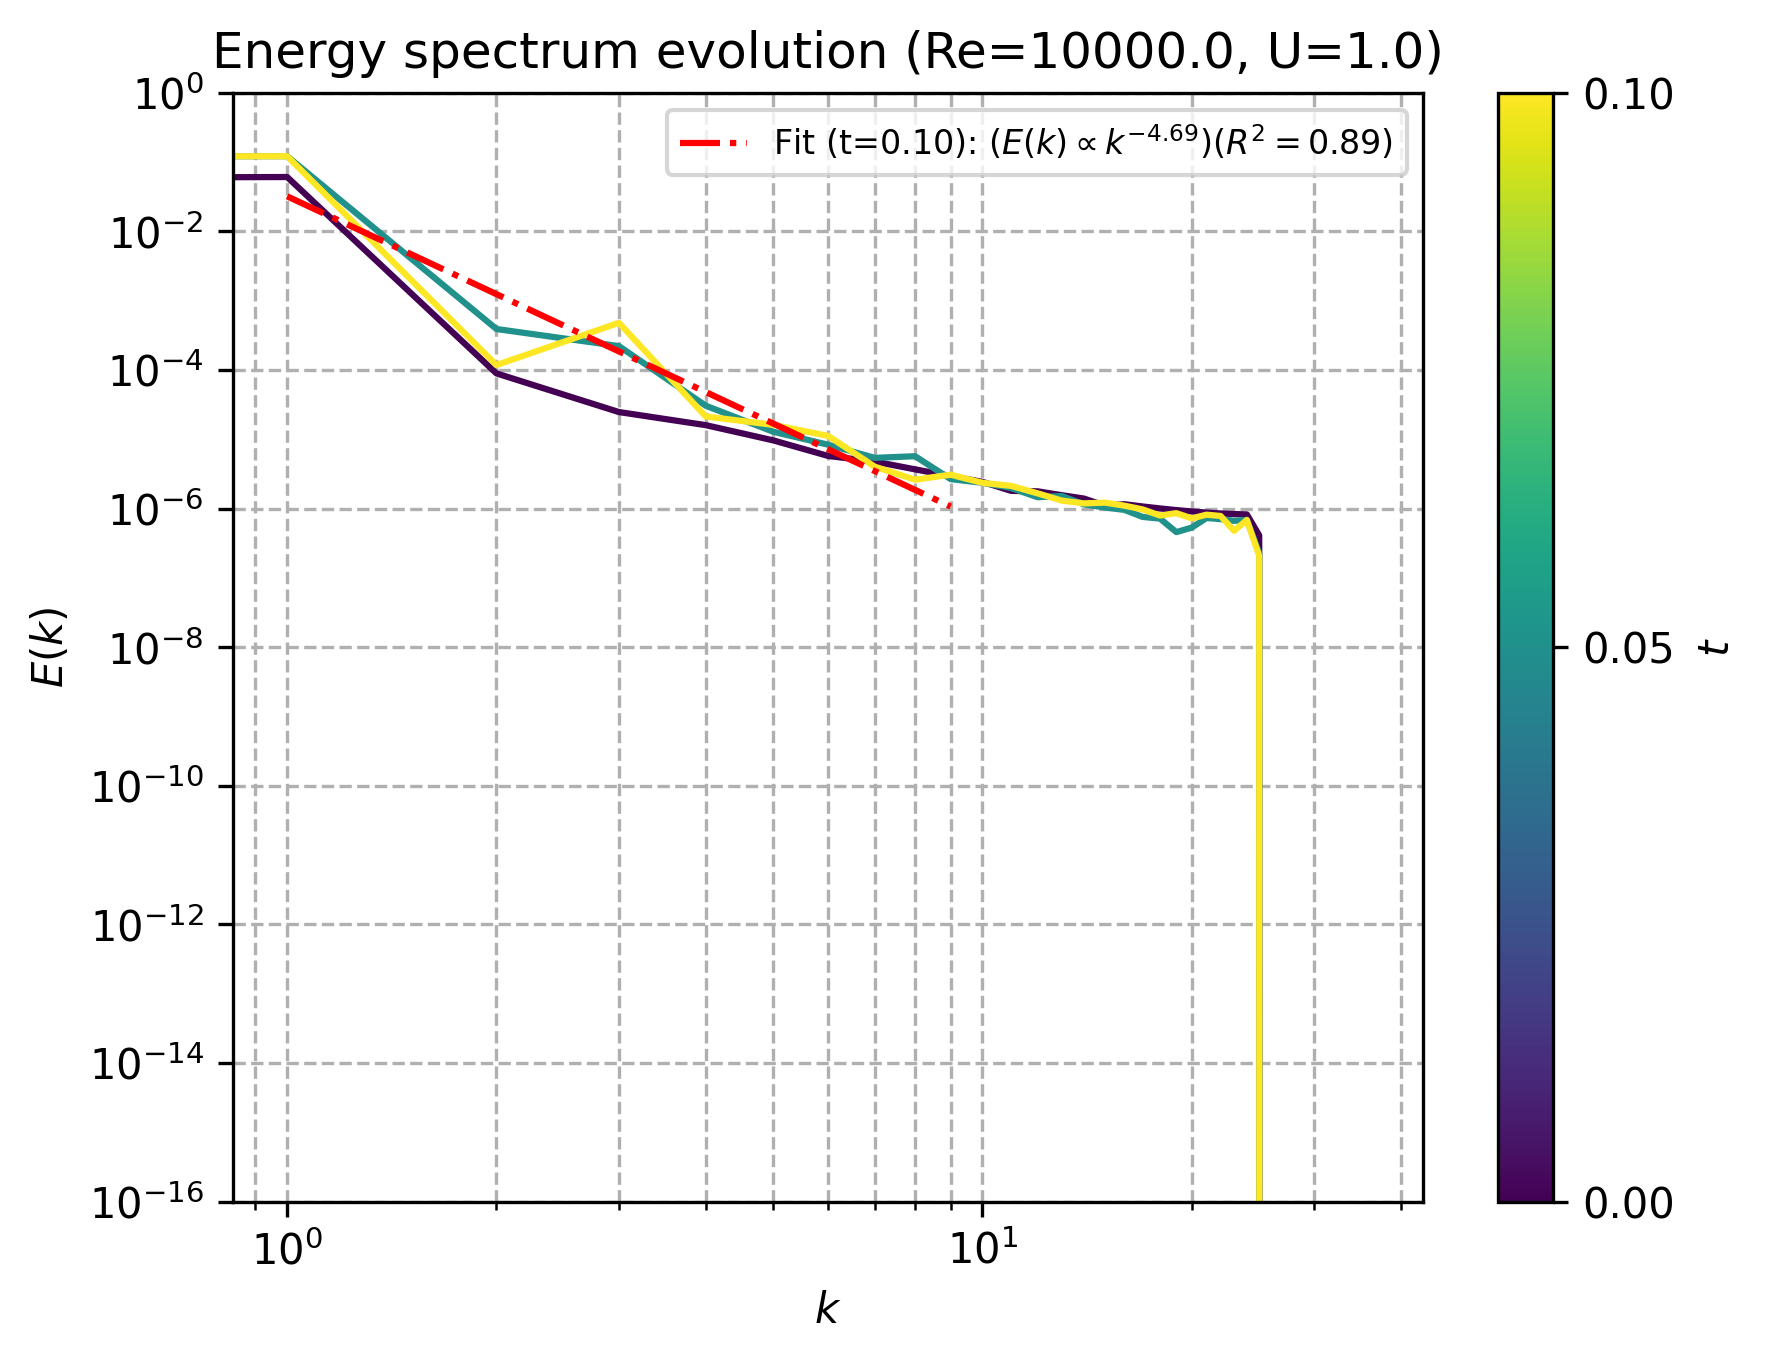 Energy spectrum evolution (Re=10000.0, U=1.0)
Fit (t=0.10): (E(k) ∝ k^{-4.69})(R^2 = 0.89)
10^0
10^{-2}
10^{-4}
10^{-6}
10^{-8}
10^{-10}
10^{-12}
10^{-14}
10^{-16}
E(k)
10^0
10^1
k
0.10
0.05
0.00
t